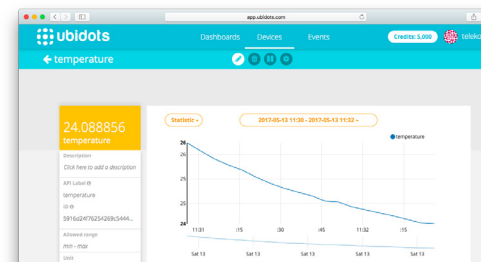 app.ubidots.com
ubidots
Dashboards
Devices
Events
Credits: 5,000
teleko
temperature
24.088856
temperature
Description
Click here to add a description
API Label
temperature
ID
5916d24f76254269c5444...
Allowed range
min - max
Unit
Statistic
2017-05-13 11:30 - 2017-05-13 11:32
temperature
26
26
25
25
24
11:31
:15
:30
:45
11:32
:15
Sat 13
Sat 13
Sat 13
Sat 13
Sat 13